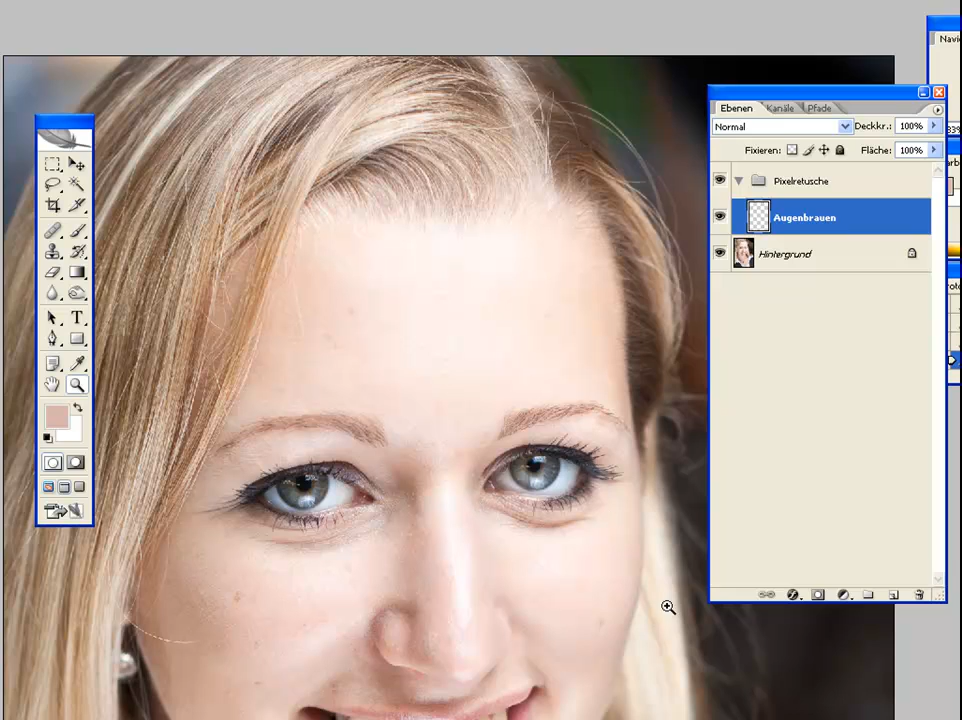 Navi
Ebenen Kanäle Pfade
Normal Deckkr.: 100%
Fixieren: Fläche: 100%
Pixelretusche
Augenbrauen
Hintergrund
T